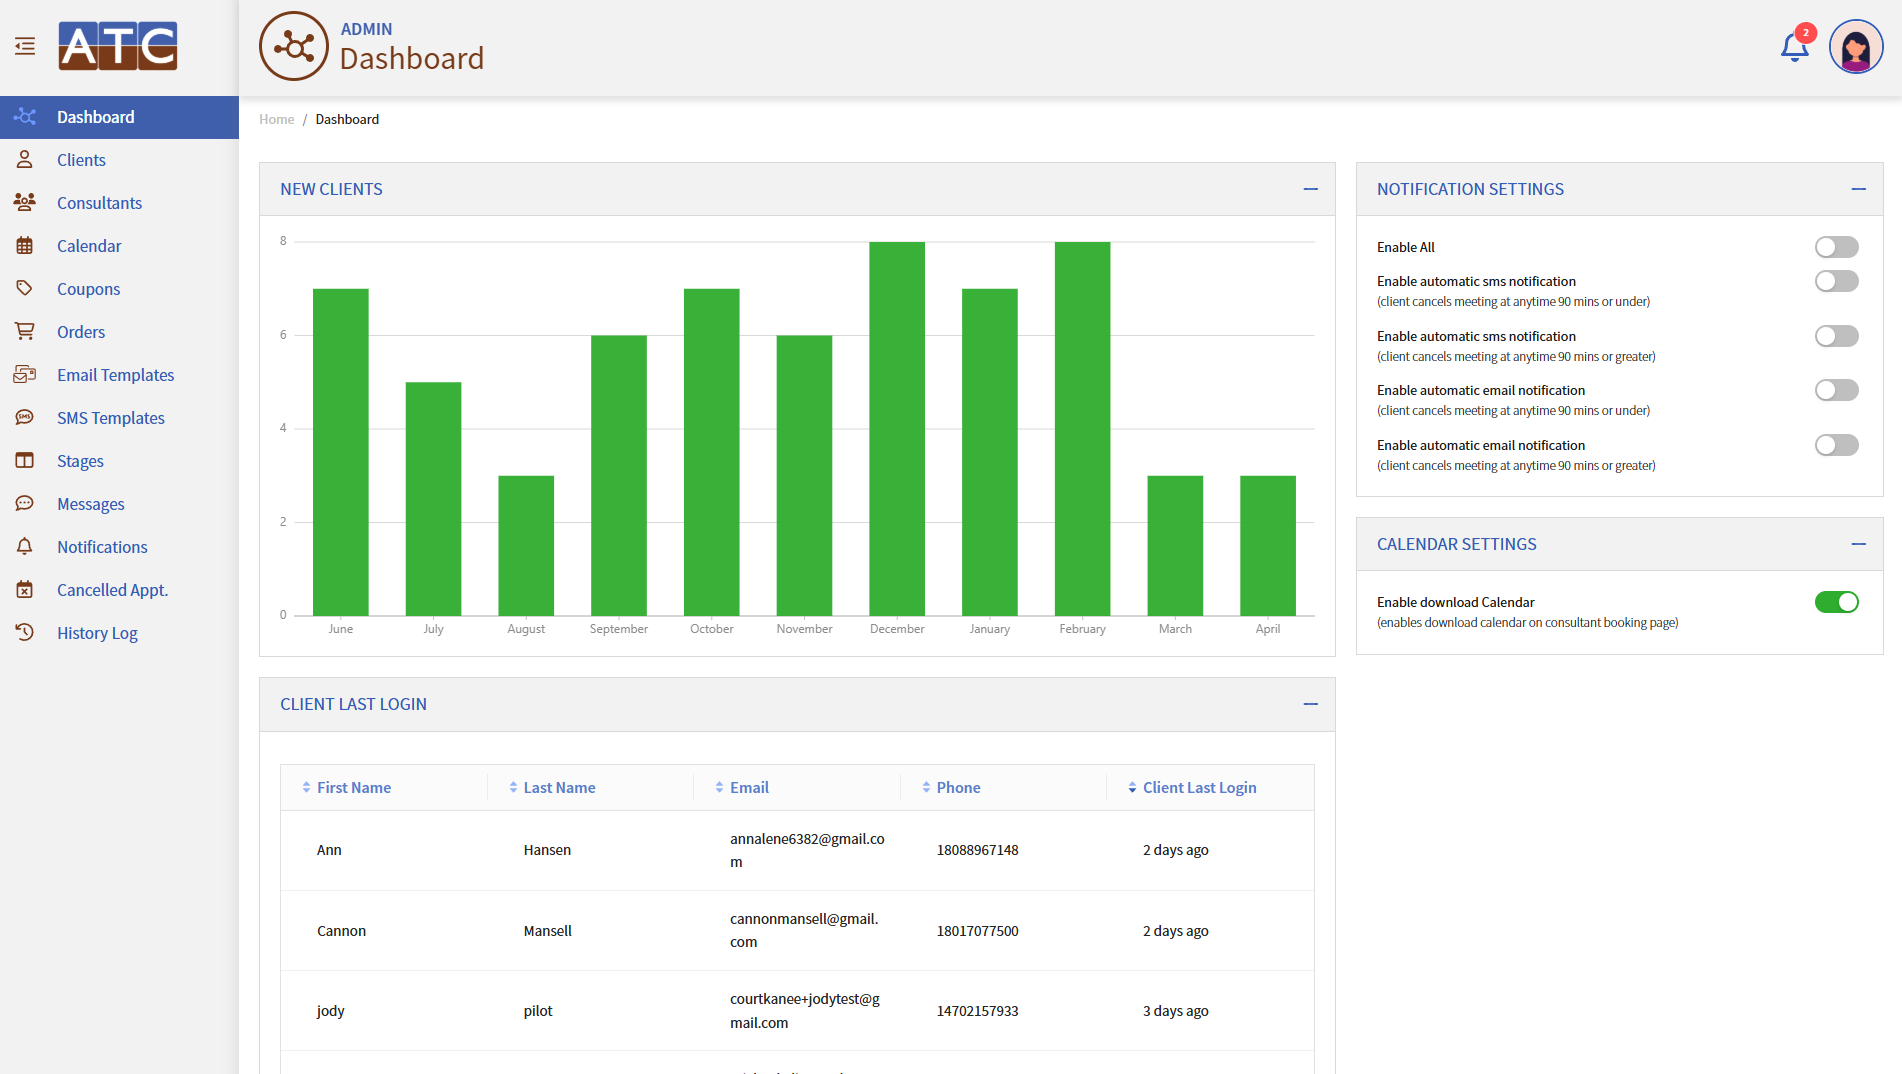 ATC
ADMIN
Dashboard
2
Dashboard
Clients
Consultants
Calendar
Coupons
Orders
Email Templates
SMS Templates
Stages
Messages
Notifications
Cancelled Appt.
History Log
Home / Dashboard
NEW CLIENTS
8
6
4
2
0
June July August September October November December January February March April
NOTIFICATION SETTINGS
Enable All
Enable automatic sms notification
(client cancels meeting at anytime 90 mins or under)
Enable automatic sms notification
(client cancels meeting at anytime 90 mins or greater)
Enable automatic email notification
(client cancels meeting at anytime 90 mins or under)
Enable automatic email notification
(client cancels meeting at anytime 90 mins or greater)
CALENDAR SETTINGS
Enable download Calendar
(enables download calendar on consultant booking page)
CLIENT LAST LOGIN
First Name Last Name Email Phone Client Last Login
Ann Hansen annalene6382@gmail.co
m 18088967148 2 days ago
Cannon Mansell cannonmansell@gmail.
com 18017077500 2 days ago
jody pilot courtkanee+jodytest@g
mail.com 14702157933 3 days ago